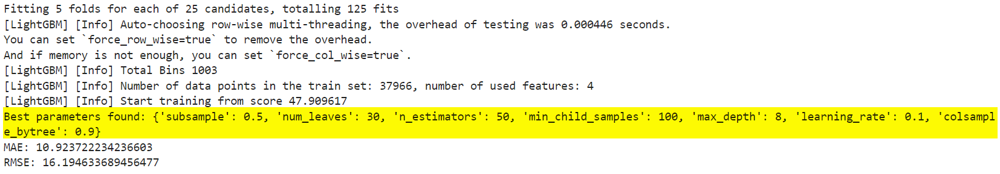 Fitting 5 folds for each of 25 candidates, totalling 125 fits
[LightGBM] [Info] Auto-choosing row-wise multi-threading, the overhead of testing was 0.000446 seconds.
You can set `force_row_wise=true` to remove the overhead.
And if memory is not enough, you can set `force_col_wise=true`.
[LightGBM] [Info] Total Bins 1003
[LightGBM] [Info] Number of data points in the train set: 37966, number of used features: 4
[LightGBM] [Info] Start training from score 47.909617
Best parameters found: {'subsample': 0.5, 'num_leaves': 30, 'n_estimators': 50, 'min_child_samples': 100, 'max_depth': 8, 'learning_rate': 0.1, 'colsampl
e_bytree': 0.9}
MAE: 10.923722234236603
RMSE: 16.194633689456477